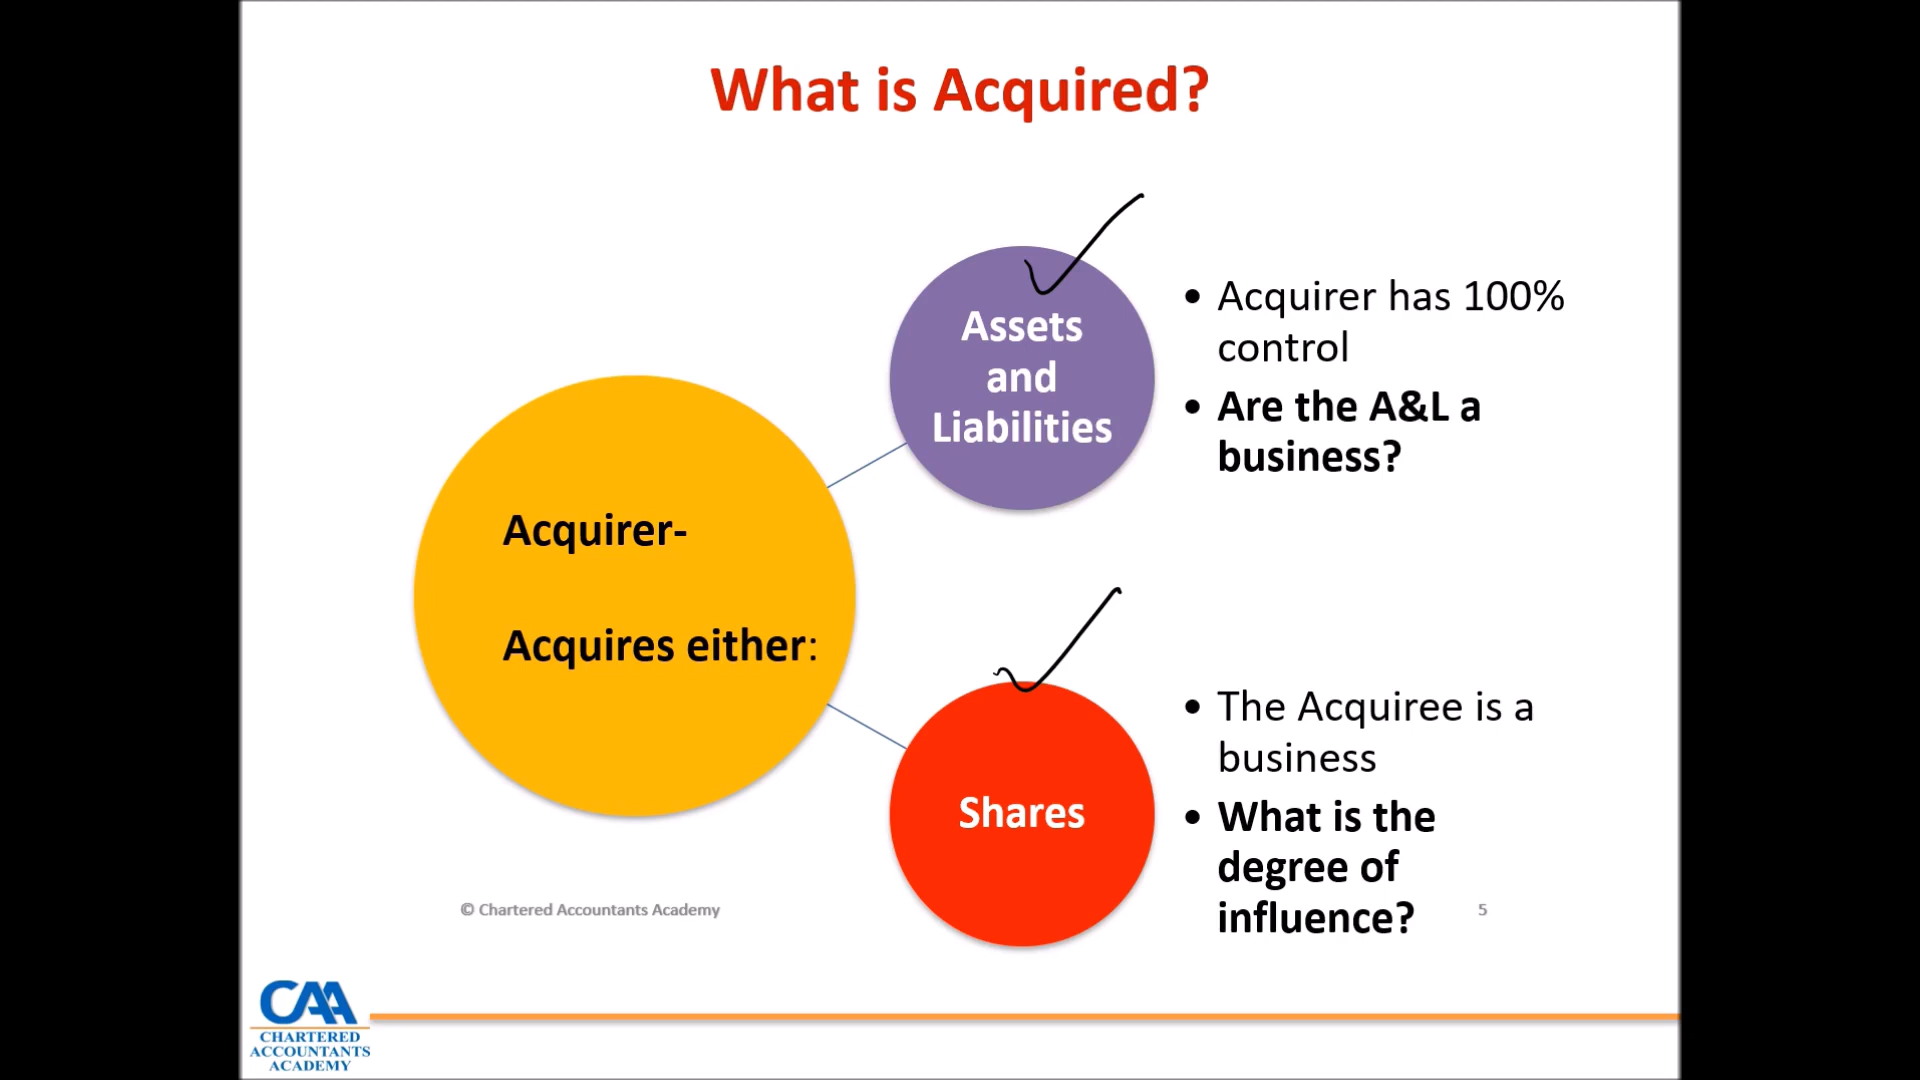 What is Acquired?
Acquirer-
Acquires either:
Assets
and
Liabilities
• Acquirer has 100%
control
• Are the A&L a
business?
Shares
• The Acquiree is a
business
• What is the
degree of
influence?
© Chartered Accountants Academy
5
CAA
CHARTERED
ACCOUNTANTS
ACADEMY